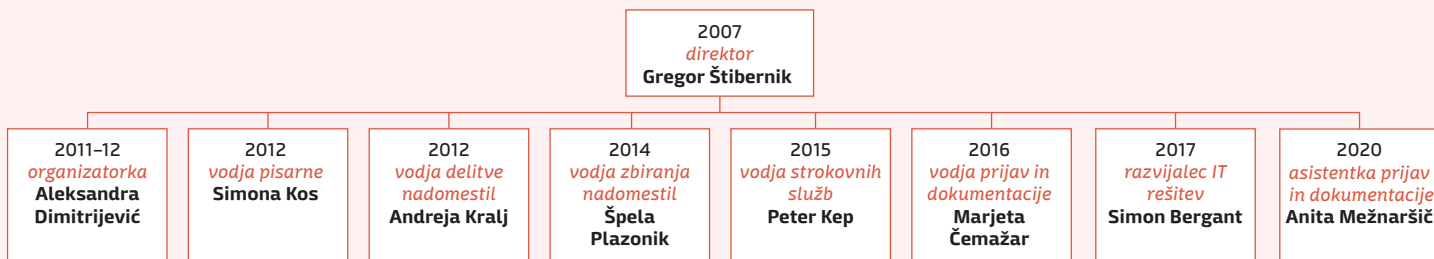 2007
direktor
Gregor Štibernik
2011–12
organizatorka
Aleksandra
Dimitrijević
2012
vodja pisarne
Simona Kos
2012
vodja delitve
nadomestil
Andreja Kralj
2014
vodja zbiranja
nadomestil
Špela
Plazonik
2015
vodja strokovnih
služb
Peter Kep
2016
vodja prijav in
dokumentacije
Marjeta
Čemažar
2017
razvijalec IT
rešitev
Simon Bergant
2020
asistentka prijav
in dokumentacije
Anita Mežnaršič